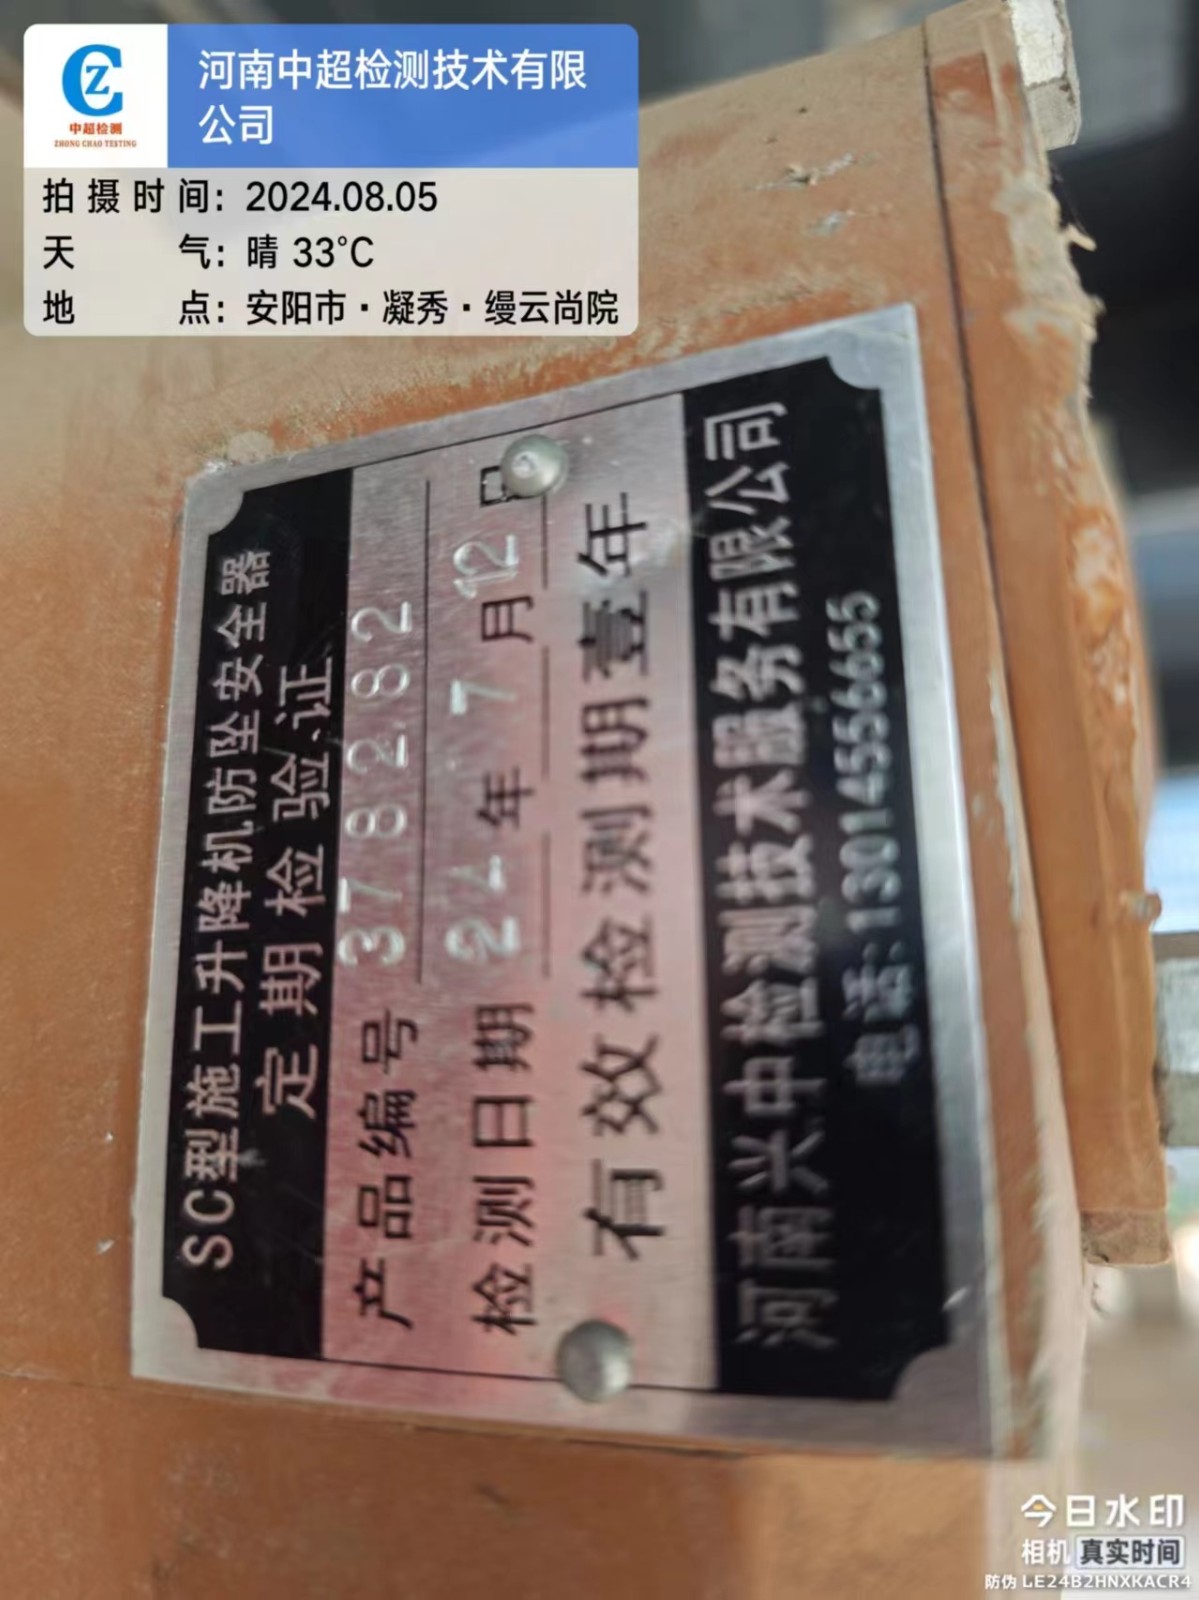 河南中超检测技术有限
公司
中超检测
ZHONG CHAO TESTING
拍摄时间：2024.08.05
天气：晴 33°C
地点：安阳市·凝秀·缦云尚院
SC型施工升降机防坠安全器
定期检验证
产品编号 3782282
检测日期 24年7月12日
有效检测期壹年
河南兴中检测技术服务有限公司
电话：13014556655
今日水印
相机 真实时间
防伪 LE24B2HNXKACR4